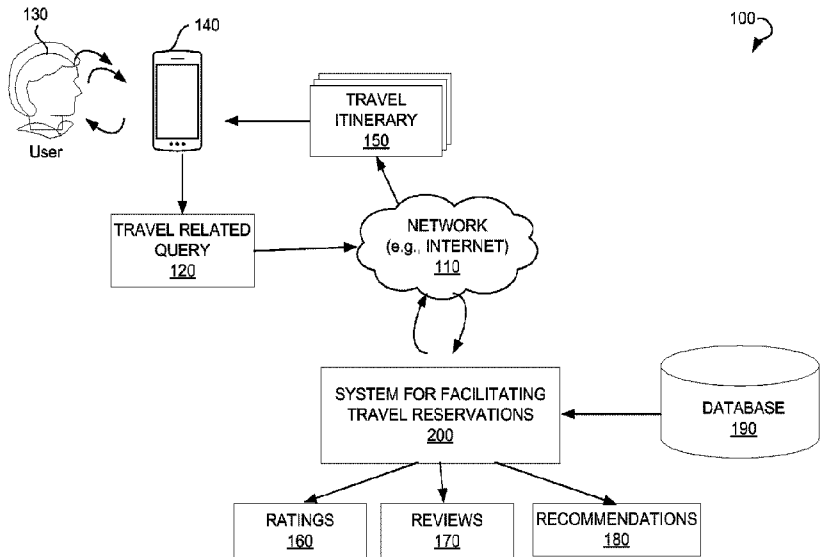 130
140
100
User
TRAVEL
ITINERARY
150
TRAVEL RELATED
QUERY
120
NETWORK
(e.g., INTERNET)
110
SYSTEM FOR FACILITATING
TRAVEL RESERVATIONS
200
DATABASE
190
RATINGS
160
REVIEWS
170
RECOMMENDATIONS
180